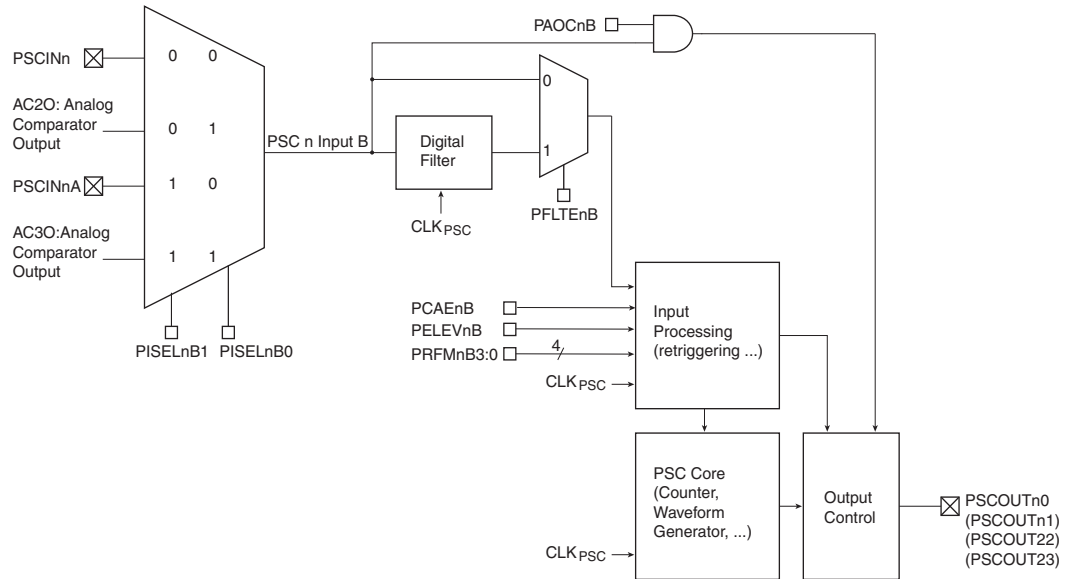 PAOCnB
PSCINn
0 0
AC2O: Analog
Comparator
Output
0 1
PSC n Input B
Digital
Filter
0
1
PSCINnA
1 0
CLKPSC
PFLTEnB
AC3O:Analog
Comparator
Output
1 1
PISELnB1
PISELnB0
PCAEnB
PELEVnB
PRFMnB3:0
4
CLKPSC
Input
Processing
(retriggering ...)
PSC Core
(Counter,
Waveform
Generator, ...)
CLKPSC
Output
Control
PSCOUTn0
(PSCOUTn1)
(PSCOUT22)
(PSCOUT23)